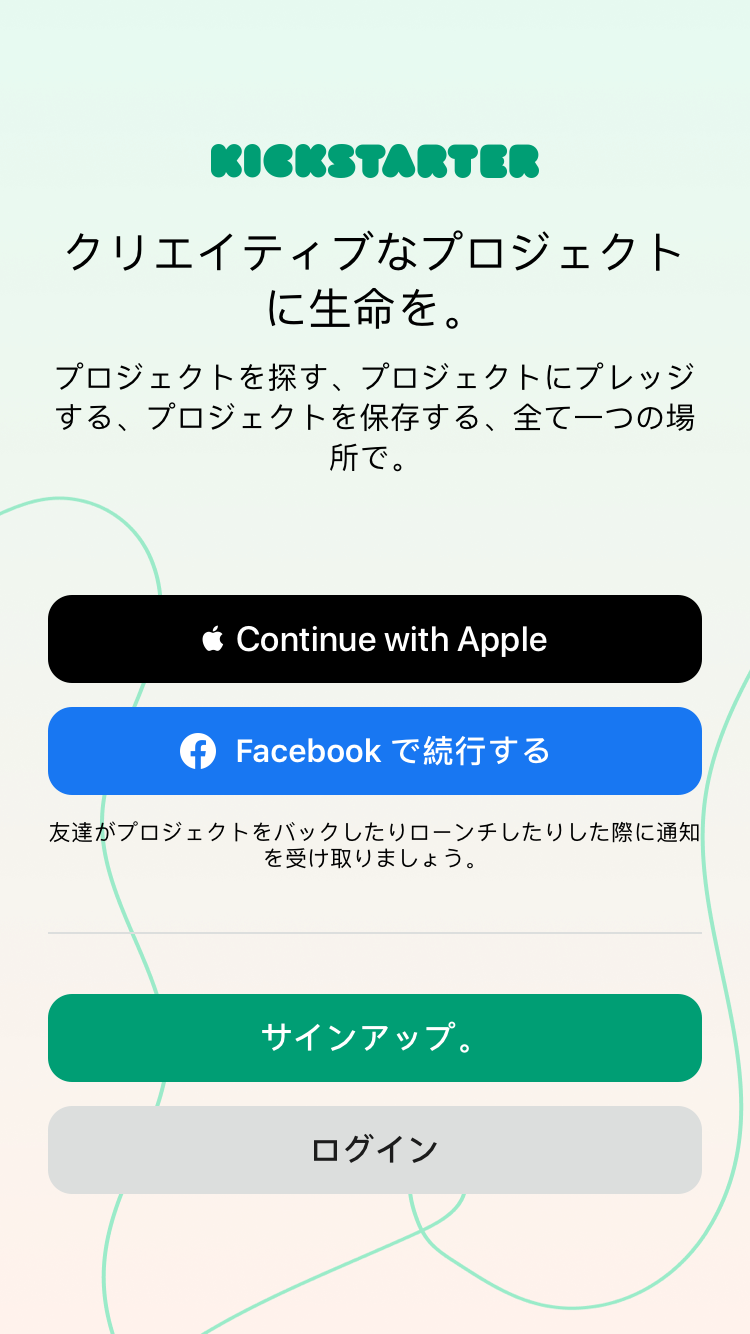 KICKSTARTER
クリエイティブなプロジェクト
に生命を。
プロジェクトを探す、プロジェクトにプレッジ
する、プロジェクトを保存する、全て一つの場
所で。
Continue with Apple
Facebook で続行する
友達がプロジェクトをバックしたりローンチしたりした際に通知
を受け取りましょう。
サインアップ。
ログイン